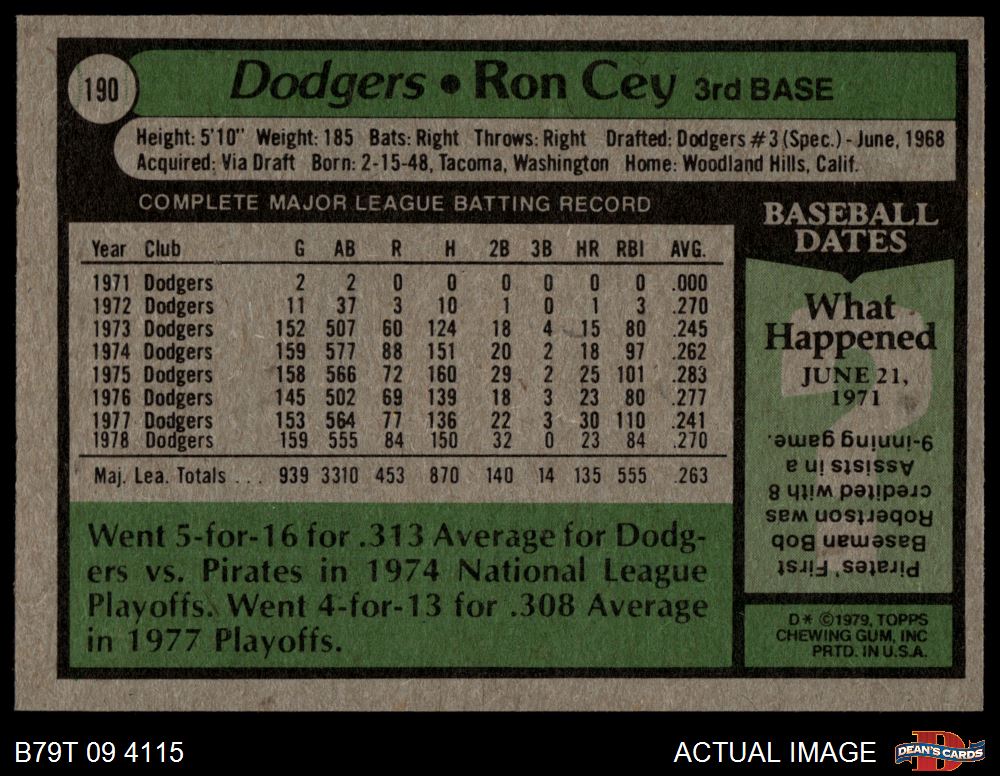 190
Dodgers • Ron Cey 3rd BASE
Height: 5'10" Weight: 185 Bats: Right Throws: Right Drafted: Dodgers #3 (Spec.) - June, 1968
Acquired: Via Draft Born: 2-15-48, Tacoma, Washington Home: Woodland Hills, Calif.
COMPLETE MAJOR LEAGUE BATTING RECORD
Year Club G AB R H 2B 3B HR RBI AVG.
1971 Dodgers 2 2 0 0 0 0 0 0 .000
1972 Dodgers 11 37 3 10 1 0 1 3 .270
1973 Dodgers 152 507 60 124 18 4 15 80 .245
1974 Dodgers 159 577 88 151 20 2 18 97 .262
1975 Dodgers 158 566 72 160 29 2 25 101 .283
1976 Dodgers 145 502 69 139 18 3 23 80 .277
1977 Dodgers 153 564 77 136 22 3 30 110 .241
1978 Dodgers 159 555 84 150 32 0 23 84 .270
Maj. Lea. Totals . . . 939 3310 453 870 140 14 135 555 .263
Went 5-for-16 for .313 Average for Dodg-
ers vs. Pirates in 1974 National League
Playoffs. Went 4-for-13 for .308 Average
in 1977 Playoffs.
BASEBALL
DATES
What
Happened
JUNE 21,
1971
Pirates' First
Baseman Bob
Robertson was
credited with 8
Assists in a
9-inning game.
D* ©1979, TOPPS
CHEWING GUM, INC
PRTD. IN U.S.A.
B79T 09 4115
ACTUAL IMAGE
DEAN'S CARDS